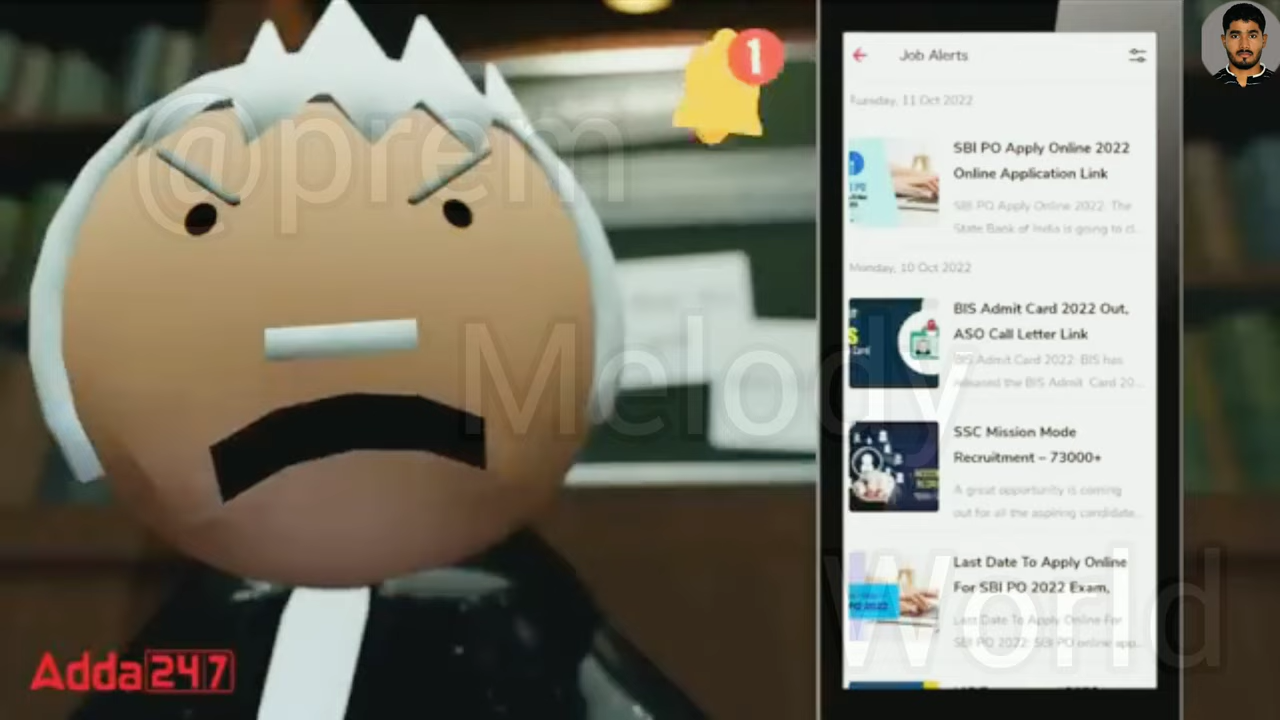 @prem
Melody
World
1
Job Alerts
Tuesday, 11 Oct 2022
SBI PO Apply Online 2022
Online Application Link
SBI PO Apply Online 2022: The
State Bank of India is going to cl...
Monday, 10 Oct 2022
BIS Admit Card 2022 Out,
ASO Call Letter Link
BIS Admit Card 2022: BIS has
released the BIS Admit Card 20...
SSC Mission Mode
Recruitment – 73000+
A great opportunity is coming
out for all the aspiring candidate...
Last Date To Apply Online
For SBI PO 2022 Exam,
Last Date To Apply Online For
SBI PO 2022: SBI PO online app...
Adda247